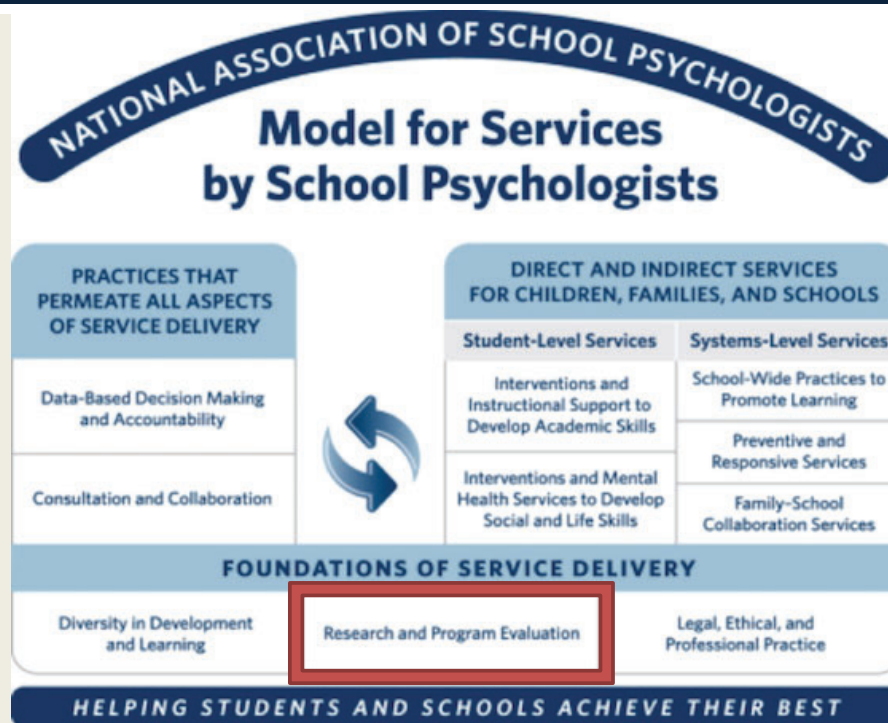 NATIONAL ASSOCIATION OF SCHOOL PSYCHOLOGISTS
Model for Services
by School Psychologists
PRACTICES THAT
PERMEATE ALL ASPECTS
OF SERVICE DELIVERY
Data-Based Decision Making
and Accountability
Consultation and Collaboration
DIRECT AND INDIRECT SERVICES
FOR CHILDREN, FAMILIES, AND SCHOOLS
Student-Level Services
Interventions and
Instructional Support to
Develop Academic Skills
Interventions and Mental
Health Services to Develop
Social and Life Skills
Systems-Level Services
School-Wide Practices to
Promote Learning
Preventive and
Responsive Services
Family-School
Collaboration Services
FOUNDATIONS OF SERVICE DELIVERY
Diversity in Development
and Learning
Research and Program Evaluation
Legal, Ethical, and
Professional Practice
HELPING STUDENTS AND SCHOOLS ACHIEVE THEIR BEST